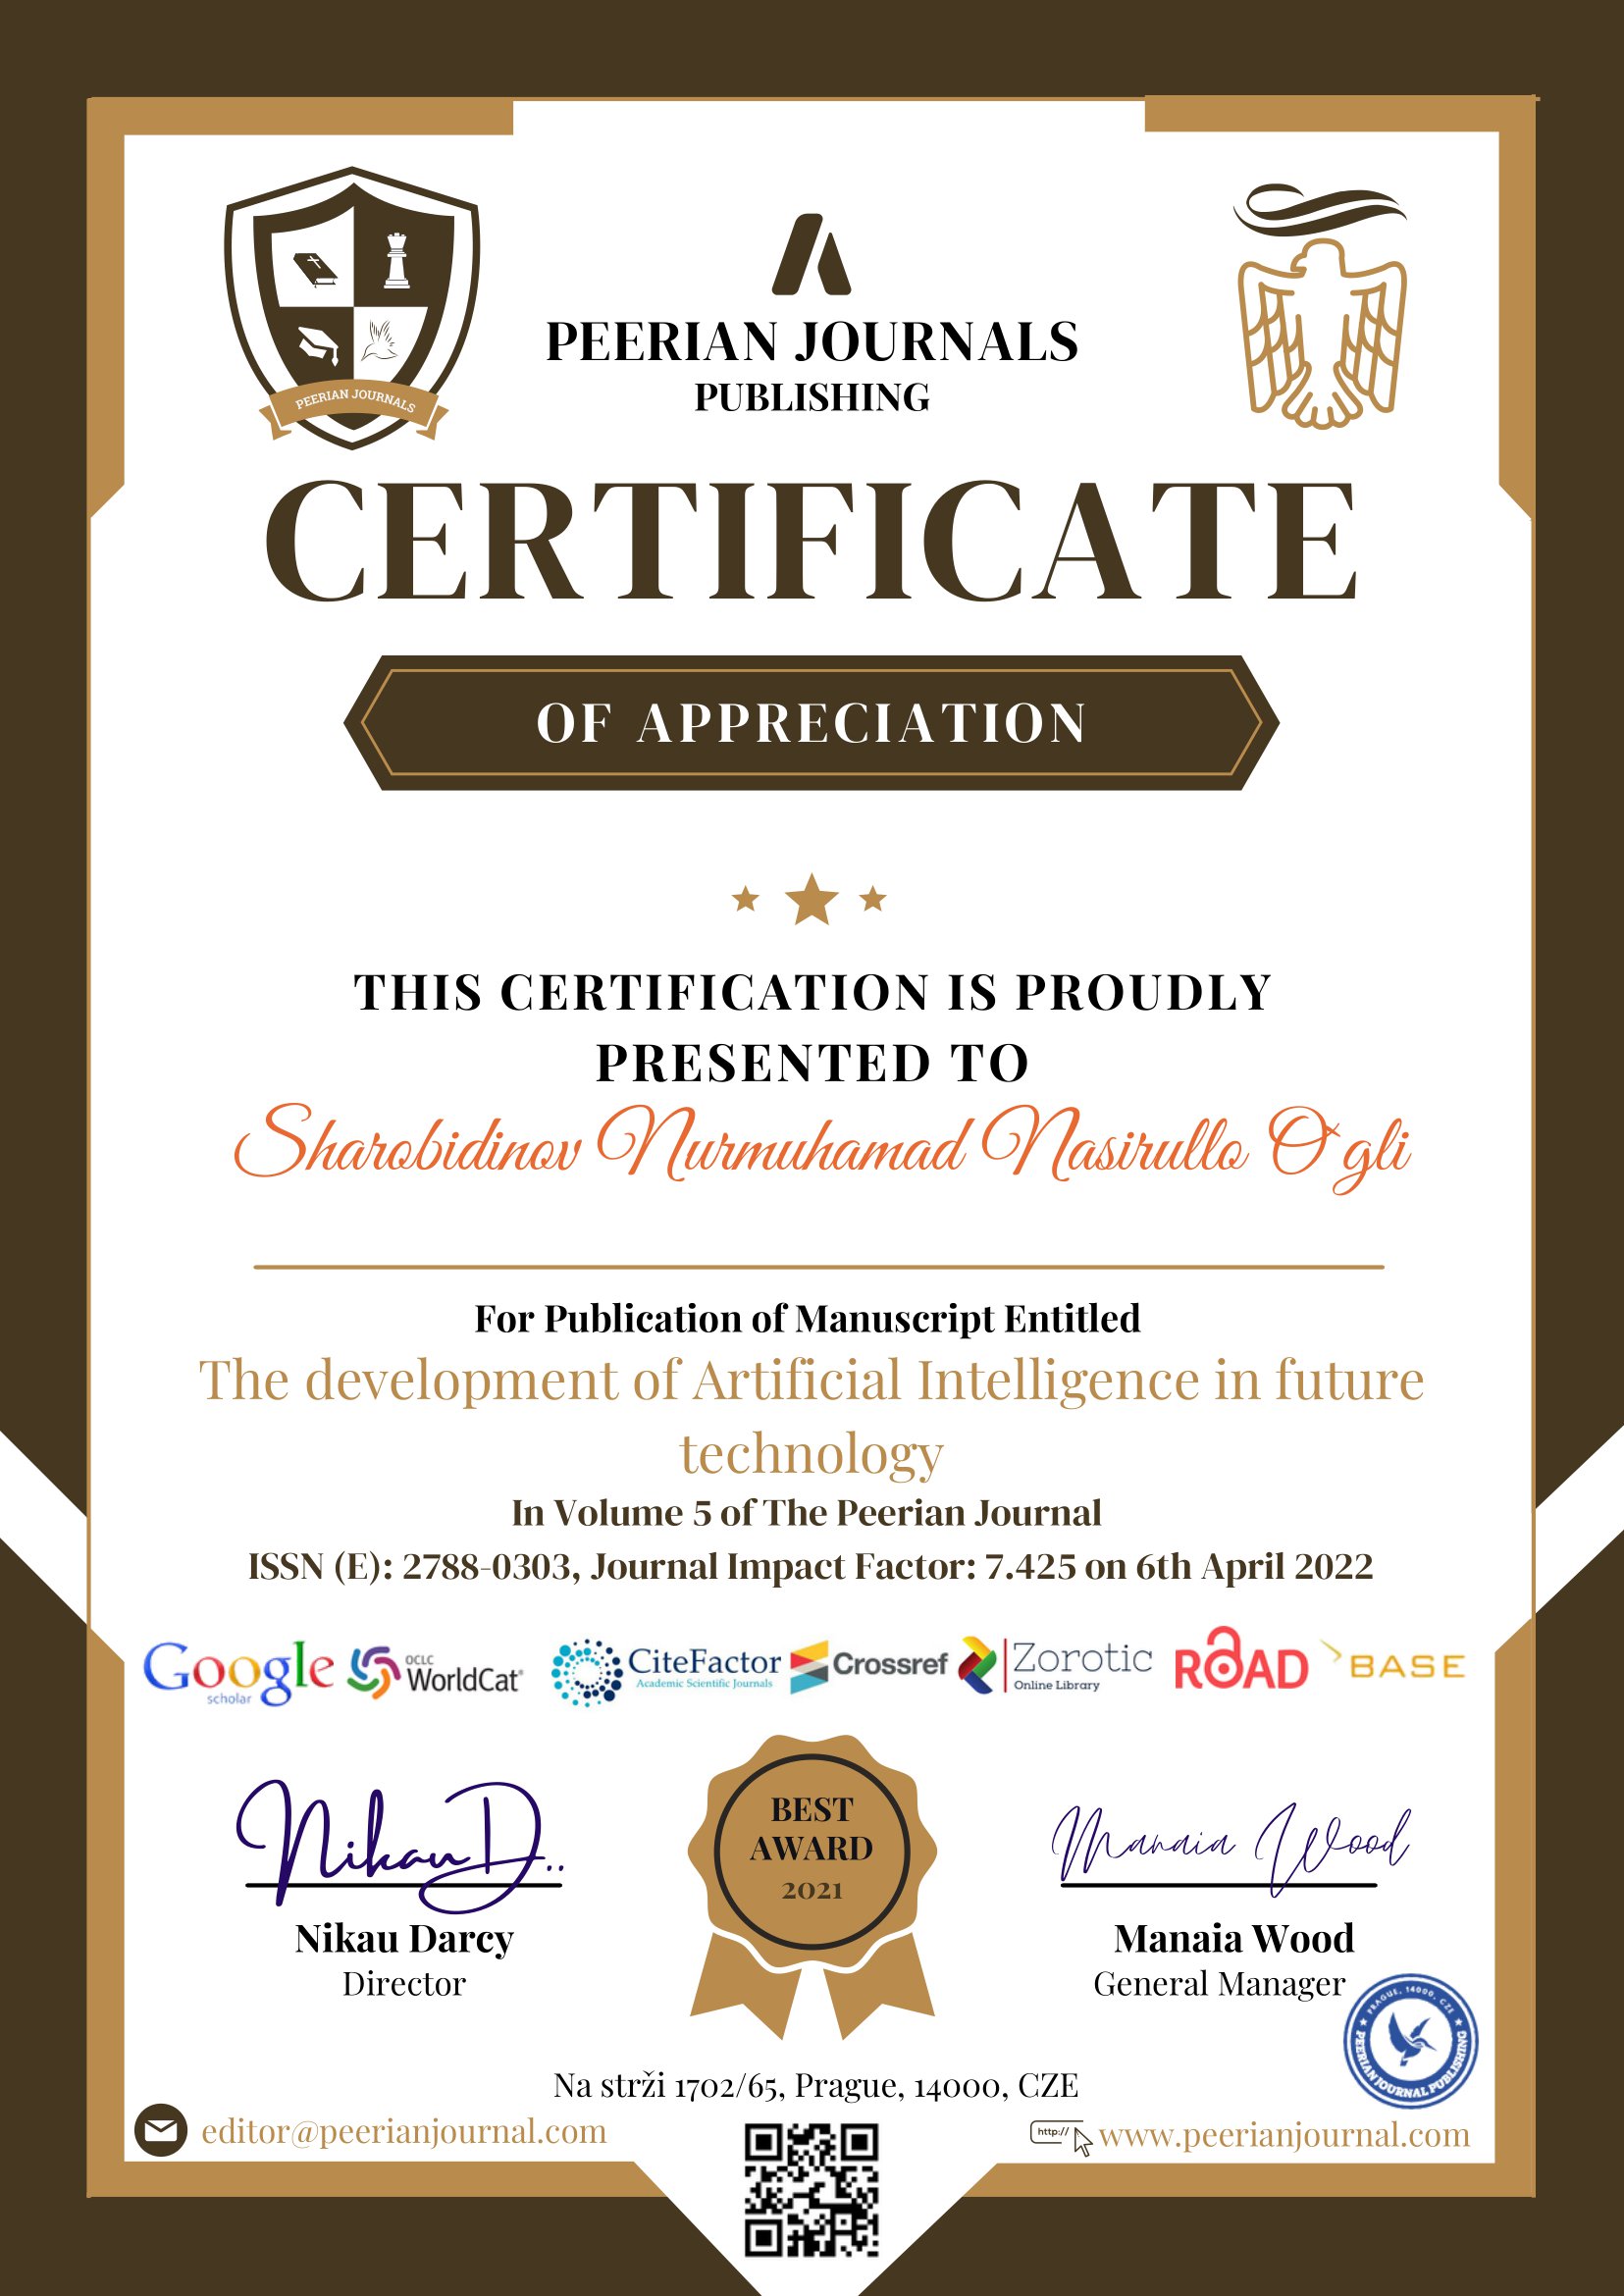 PEERIAN JOURNALS
PEERIAN JOURNALS
PUBLISHING
CERTIFICATE
OF APPRECIATION
THIS CERTIFICATION IS PROUDLY
PRESENTED TO
Sharobidinov Nurmuhamad Nasirullo O'gli
For Publication of Manuscript Entitled
The development of Artificial Intelligence in future
technology
In Volume 5 of The Peerian Journal
ISSN (E): 2788-0303, Journal Impact Factor: 7.425 on 6th April 2022
Google
scholar
OCLC
WorldCat®
CiteFactor
Academic Scientific Journals
Crossref
Zorotic
Online Library
ROAD
BASE
NikauD..
BEST
AWARD
2021
Manaia Wood
Nikau Darcy
Director
Manaia Wood
General Manager
PRAGUE, 14000, CZE
PEERIAN JOURNAL PUBLISHING
Na strži 1702/65, Prague, 14000, CZE
editor@peerianjournal.com
http://
www.peerianjournal.com